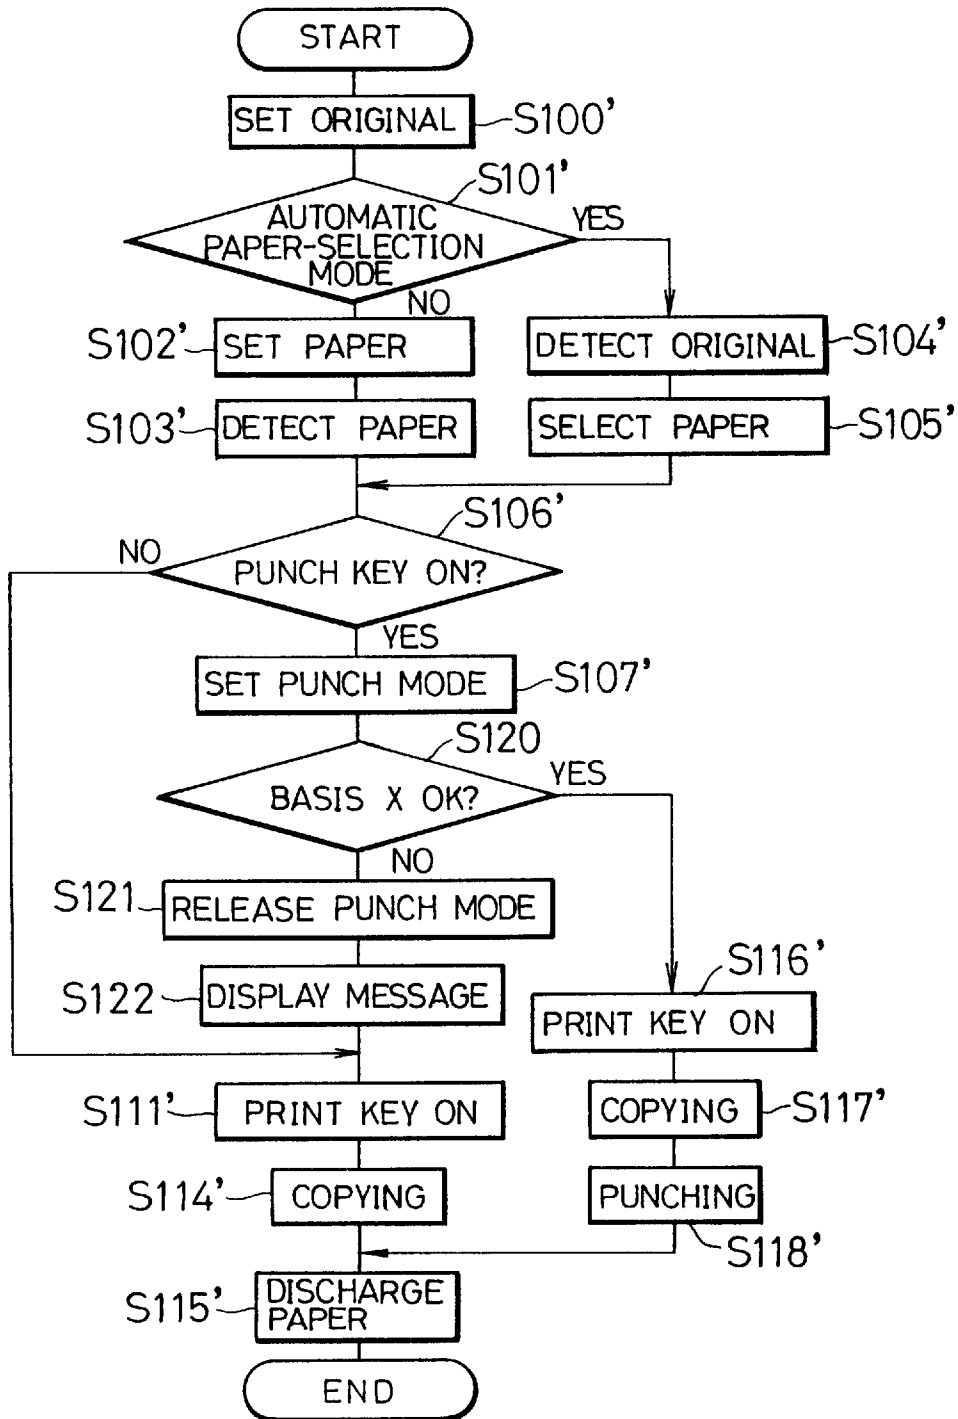 START
SET ORIGINAL
S100'
S101'
AUTOMATIC
PAPER-SELECTION
MODE
YES
NO
S102'
SET PAPER
DETECT ORIGINAL
S104'
S103'
DETECT PAPER
SELECT PAPER
S105'
S106'
NO
PUNCH KEY ON?
YES
SET PUNCH MODE
S107'
S120
YES
BASIS X OK?
NO
S121
RELEASE PUNCH MODE
S116'
S122
DISPLAY MESSAGE
PRINT KEY ON
S111'
PRINT KEY ON
COPYING
S117'
S114'
COPYING
PUNCHING
S118'
S115'
DISCHARGE
PAPER
END